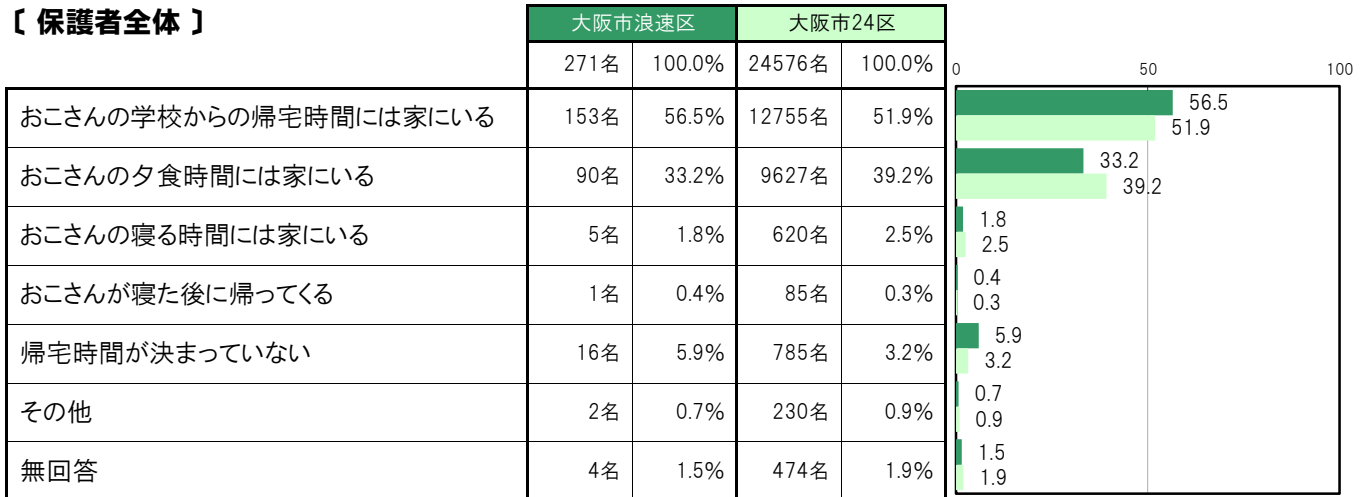 〔 保護者全体 〕
大阪市浪速区 大阪市24区
271名 100.0% 24576名 100.0%
0 50 100
おこさんの学校からの帰宅時間には家にいる 153名 56.5% 12755名 51.9% 56.5
51.9
おこさんの夕食時間には家にいる 90名 33.2% 9627名 39.2% 33.2
39.2
おこさんの寝る時間には家にいる 5名 1.8% 620名 2.5% 1.8
2.5
おこさんが寝た後に帰ってくる 1名 0.4% 85名 0.3% 0.4
0.3
帰宅時間が決まっていない 16名 5.9% 785名 3.2% 5.9
3.2
その他 2名 0.7% 230名 0.9% 0.7
0.9
無回答 4名 1.5% 474名 1.9% 1.5
1.9